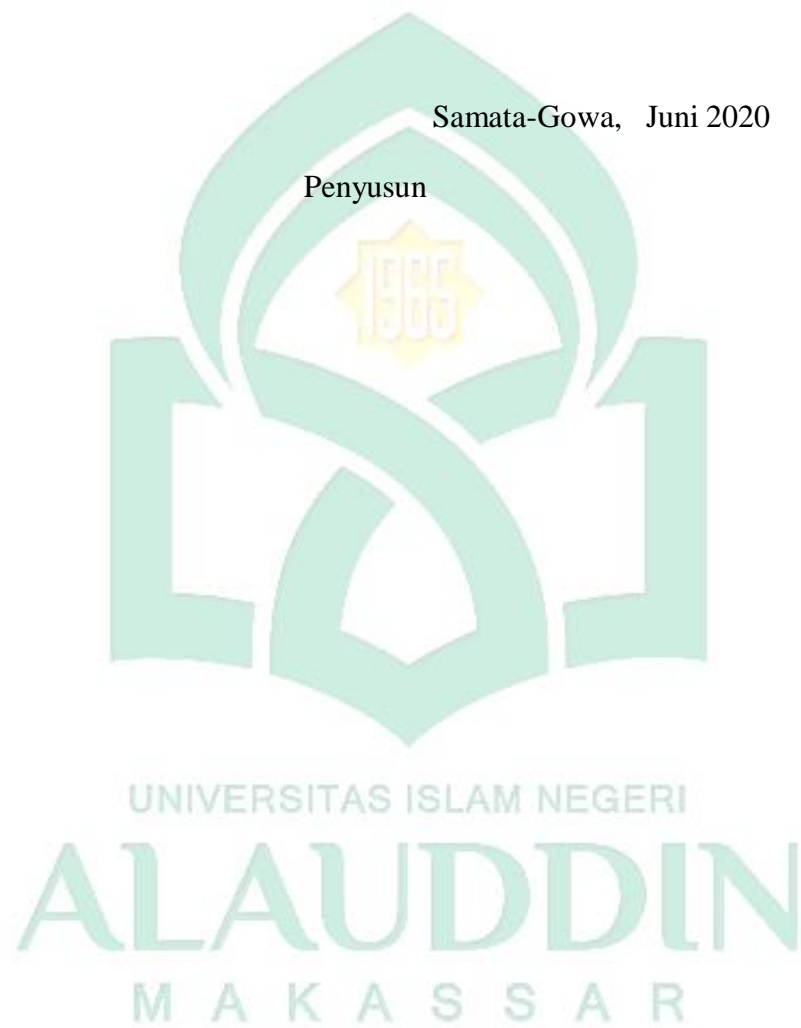 Samata-Gowa, Juni 2020
Penyusun
1965
UNIVERSITAS ISLAM NEGERI
ALAUDDIN
MAKASSAR